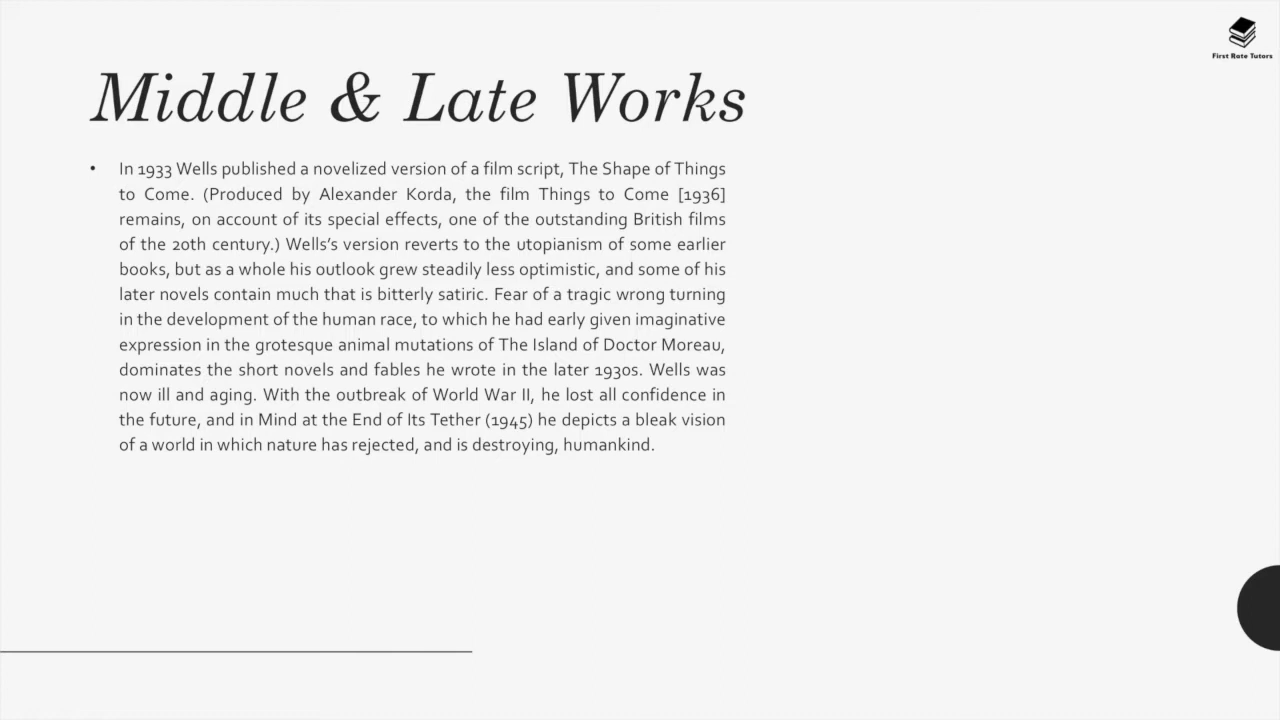 First Rate Tutors
Middle & Late Works
• In 1933 Wells published a novelized version of a film script, The Shape of Things
to Come. (Produced by Alexander Korda, the film Things to Come [1936]
remains, on account of its special effects, one of the outstanding British films
of the 20th century.) Wells’s version reverts to the utopianism of some earlier
books, but as a whole his outlook grew steadily less optimistic, and some of his
later novels contain much that is bitterly satiric. Fear of a tragic wrong turning
in the development of the human race, to which he had early given imaginative
expression in the grotesque animal mutations of The Island of Doctor Moreau,
dominates the short novels and fables he wrote in the later 1930s. Wells was
now ill and aging. With the outbreak of World War II, he lost all confidence in
the future, and in Mind at the End of Its Tether (1945) he depicts a bleak vision
of a world in which nature has rejected, and is destroying, humankind.